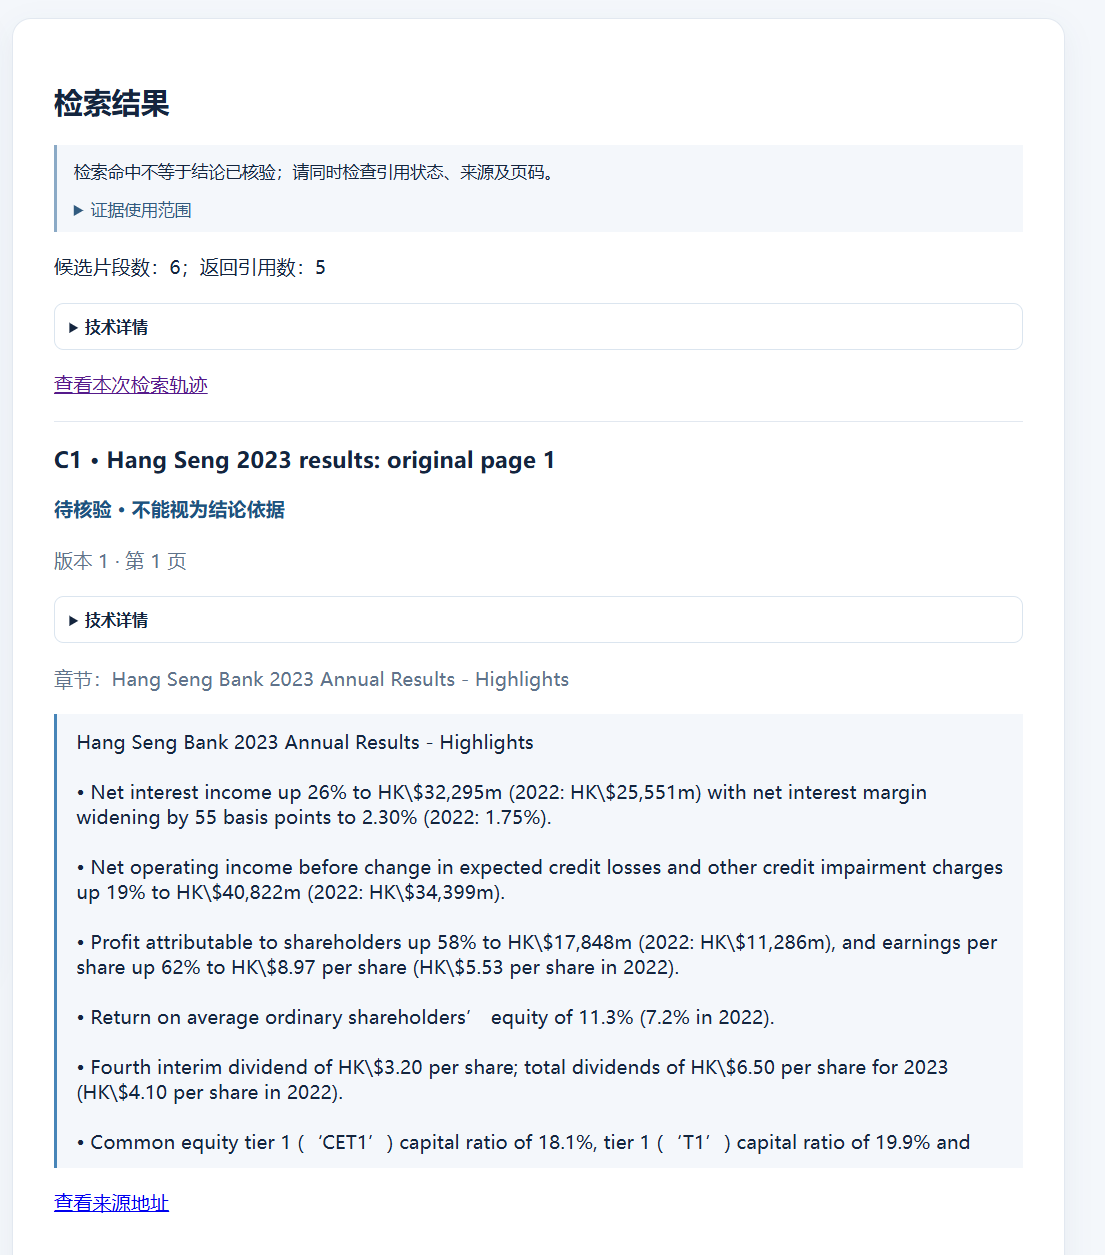 检索结果
检索命中不等于结论已核验；请同时检查引用状态、来源及页码。
▶ 证据使用范围
候选片段数：6；返回引用数：5
▶ 技术详情
查看本次检索轨迹
C1 • Hang Seng 2023 results: original page 1
待核验 • 不能视为结论依据
版本 1 · 第 1 页
▶ 技术详情
章节：Hang Seng Bank 2023 Annual Results - Highlights
Hang Seng Bank 2023 Annual Results - Highlights
• Net interest income up 26% to HK\$32,295m (2022: HK\$25,551m) with net interest margin
widening by 55 basis points to 2.30% (2022: 1.75%).
• Net operating income before change in expected credit losses and other credit impairment charges
up 19% to HK\$40,822m (2022: HK\$34,399m).
• Profit attributable to shareholders up 58% to HK\$17,848m (2022: HK\$11,286m), and earnings per
share up 62% to HK\$8.97 per share (HK\$5.53 per share in 2022).
• Return on average ordinary shareholders’ equity of 11.3% (7.2% in 2022).
• Fourth interim dividend of HK\$3.20 per share; total dividends of HK\$6.50 per share for 2023
(HK\$4.10 per share in 2022).
• Common equity tier 1 (‘CET1’) capital ratio of 18.1%, tier 1 (‘T1’) capital ratio of 19.9% and
查看来源地址